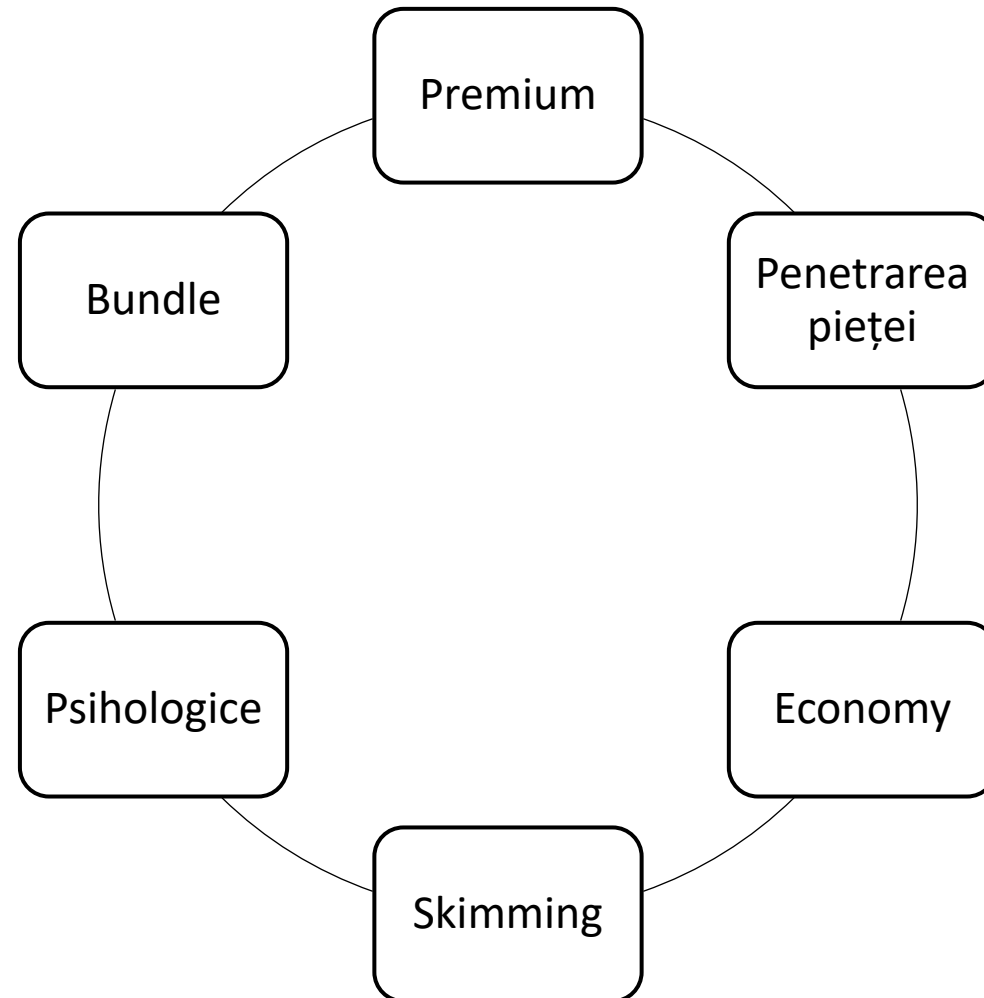 Premium
Penetrarea
pieței
Economy
Skimming
Psihologice
Bundle